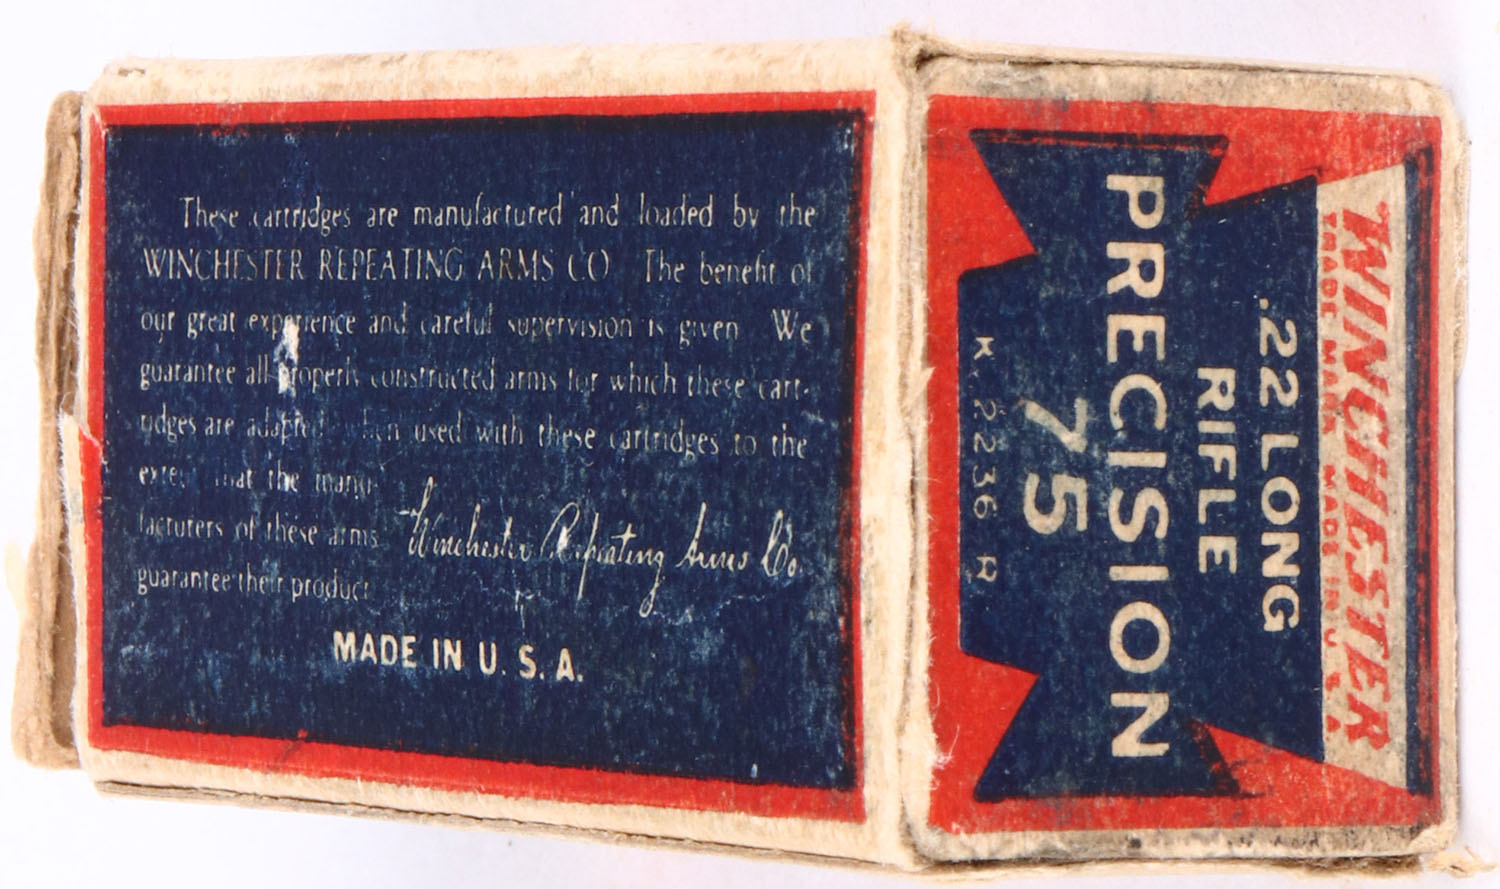 These cartridges are manufactured and loaded by the
WINCHESTER REPEATING ARMS CO. The benefit of
our great experience and careful supervision is given. We
guarantee all properly constructed arms for which these cart-
ridges are adapted when used with these cartridges to the
extent that the manu-
facturers of these arms
guarantee their product.
Winchester Repeating Arms Co.
MADE IN U.S.A.
WINCHESTER
TRADE MARK MADE IN U.S.A.
.22 LONG
RIFLE
PRECISION
75
K 2236 R